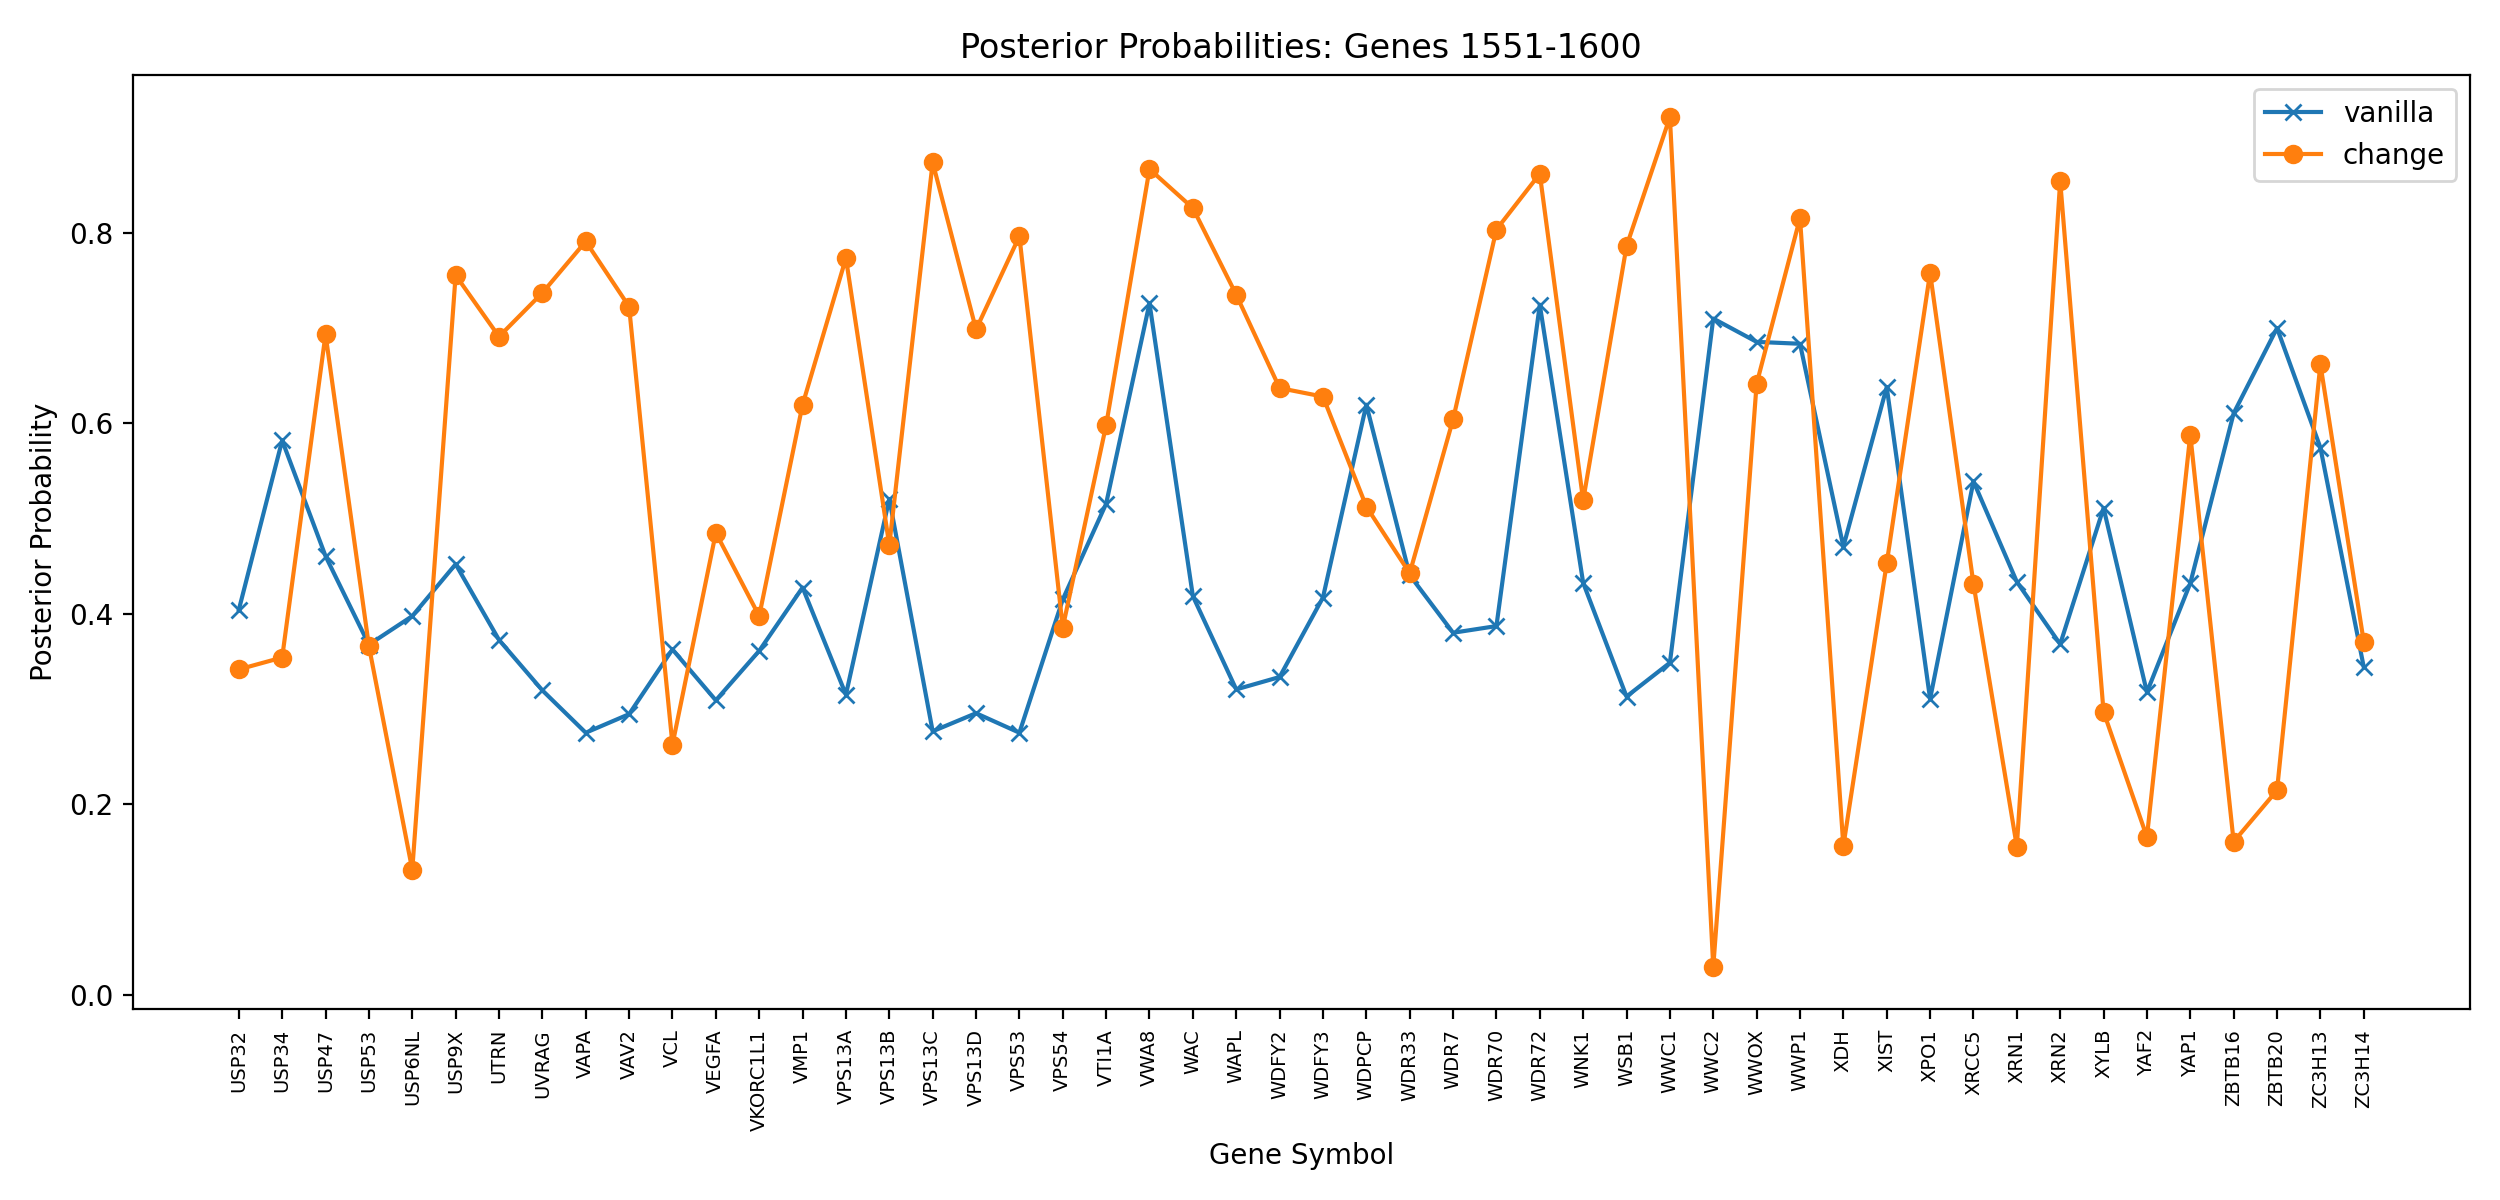 Posterior Probabilities: Genes 1551-1600
vanilla
change
Posterior Probability
0.8
0.6
0.4
0.2
0.0
USP32
USP34
USP47
USP53
USP6NL
USP9X
UTRN
UVRAG
VAPA
VAV2
VCL
VEGFA
VKORC1L1
VMP1
VPS13A
VPS13B
VPS13C
VPS13D
VPS53
VPS54
VTI1A
VWA8
WAC
WAPL
WDFY2
WDFY3
WDPCP
WDR33
WDR7
WDR70
WDR72
WNK1
WSB1
WWC1
WWC2
WWOX
WWP1
XDH
XIST
XPO1
XRCC5
XRN1
XRN2
XYLB
YAF2
YAP1
ZBTB16
ZBTB20
ZC3H13
ZC3H14
Gene Symbol